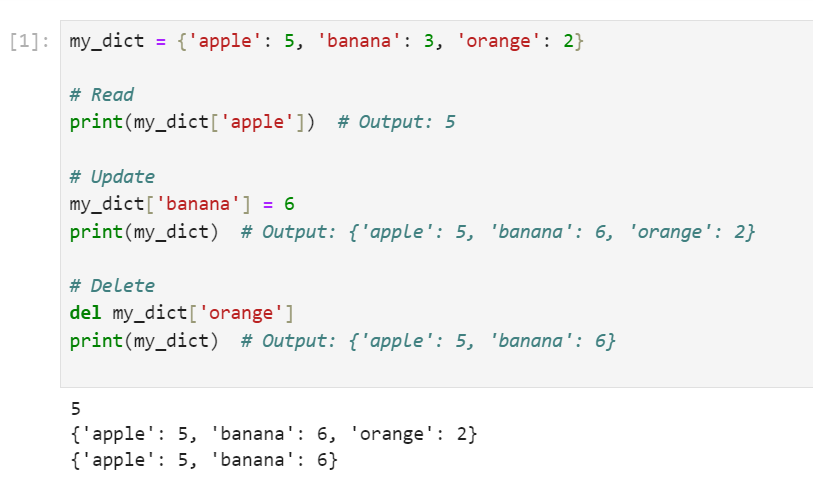 [1]: my_dict = {'apple': 5, 'banana': 3, 'orange': 2}
# Read
print(my_dict['apple'])  # Output: 5
# Update
my_dict['banana'] = 6
print(my_dict)  # Output: {'apple': 5, 'banana': 6, 'orange': 2}
# Delete
del my_dict['orange']
print(my_dict)  # Output: {'apple': 5, 'banana': 6}
5
{'apple': 5, 'banana': 6, 'orange': 2}
{'apple': 5, 'banana': 6}